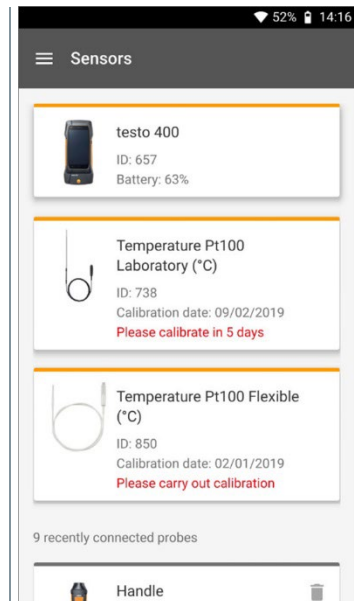 52% 14:16
Sensors
testo 400
ID: 657
Battery: 63%
Temperature Pt100
Laboratory (°C)
ID: 738
Calibration date: 09/02/2019
Please calibrate in 5 days
Temperature Pt100 Flexible
(°C)
ID: 850
Calibration date: 02/01/2019
Please carry out calibration
9 recently connected probes
Handle